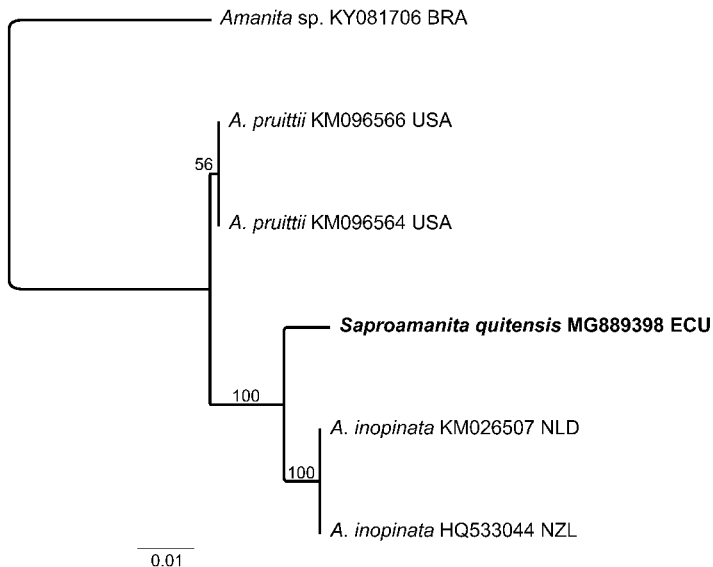 Amanita sp. KY081706 BRA
A. pruittii KM096566 USA
56
A. pruittii KM096564 USA
Saproamanita quitensis MG889398 ECU
100
A. inopinata KM026507 NLD
100
A. inopinata HQ533044 NZL
0.01